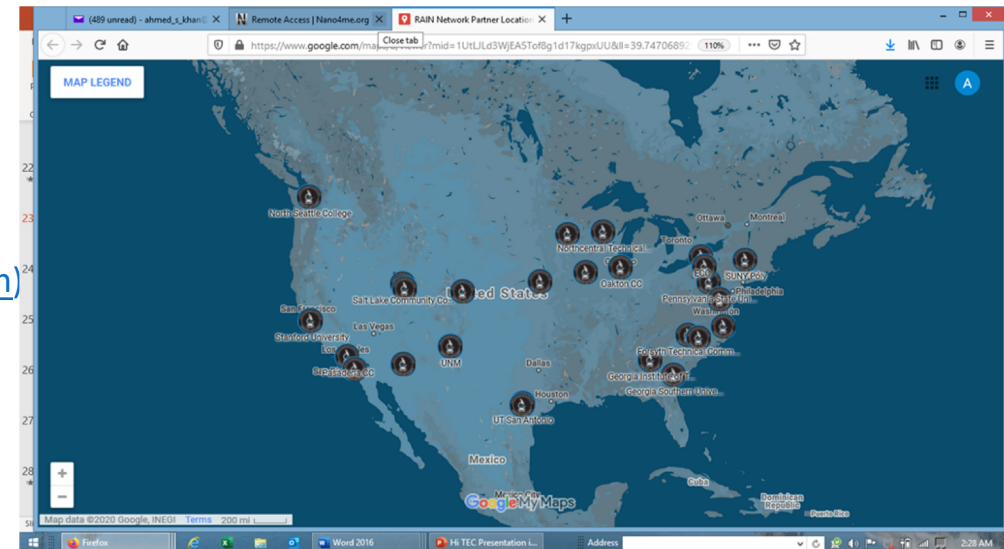 (489 unread) - ahmed_s_khan
Remote Access | Nano4me.org
RAIN Network Partner Location
https://www.google.com/maps/
110%
Close tab
MAP LEGEND
A
22
23
24
25
26
27
28
n)
Ottawa
Montreal
Toronto
North Seattle College
Northcentral Technical...
Oakton CC
ECC
SUNY Poly
Philadelphia
Pennsylvania State Uni...
Salt Lake Community Co...
United States
San Francisco
Stanford University
Las Vegas
Pasadena CC
UNM
Dallas
Houston
UT San Antonio
Forsyth Technical Comm...
Georgia Institute of T...
Georgia Southern Unive...
Mexico
Mexico City
Cuba
Dominican
Republic
Puerto Rico
Google My Maps
+
−
Map data ©2020 Google, INEGI Terms 200 mi
Firefox
Word 2016
Hi TEC Presentation i...
Address
2:28 AM